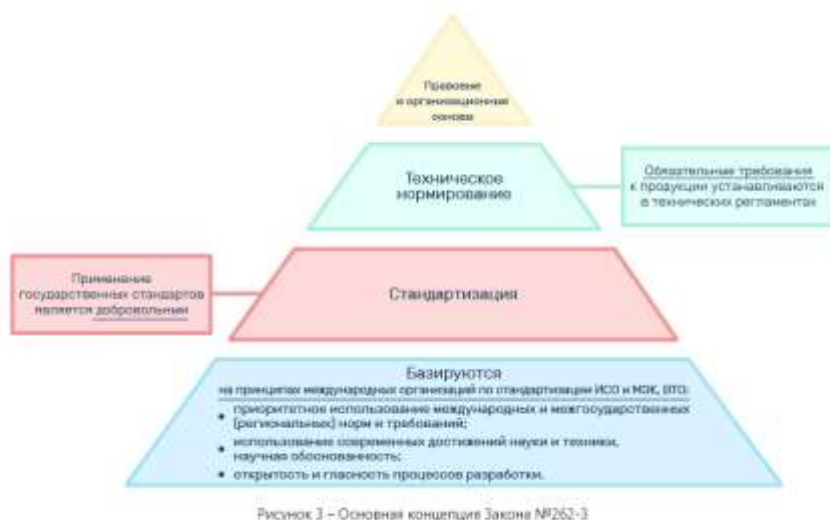 Правовые
и организационные
основы
Техническое
нормирование
Обязательные требования
к продукции устанавливаются
в технических регламентах
Применение
государственных стандартов
является добровольным
Стандартизация
Базируются
на принципах международных организаций по стандартизации ИСО и МЭК, ВТО:
• приоритетное использование международных и межгосударственных
(региональных) норм и требований;
• использование современных достижений науки и техники,
научная обоснованность;
• открытость и гласность процессов разработки.
Рисунок 3 – Основная концепция Закона №262-З